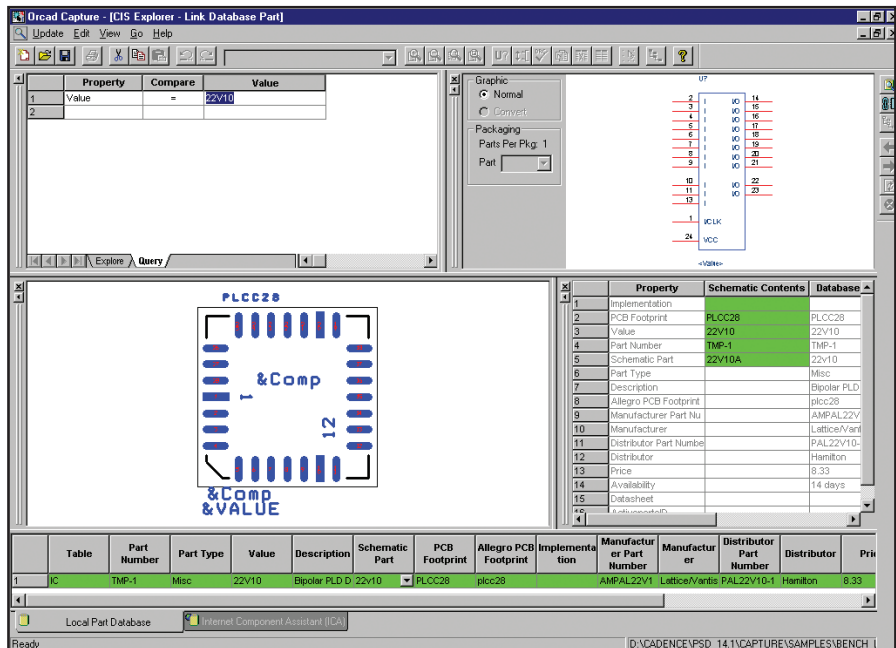 Orcad Capture - [CIS Explorer - Link Database Part]
Update Edit View Go Help
U?
Property Compare Value
1 Value = 22V10
2
Explore Query
Graphic
Normal
Convert
Packaging
Parts Per Pkg: 1
Part
U?
2 I I/O 14
3 I I/O 15
4 I I/O 16
5 I I/O 17
6 I I/O 18
7 I I/O 19
8 I I/O 20
9 I I/O 21
10 I I/O 22
11 I I/O 23
13 I
1 I/CLK
24 VCC
<Value>
PLCC28
&Comp
1
12
&Comp
&VALUE
Property Schematic Contents Database
1 Implementation
2 PCB Footprint PLCC28 PLCC28
3 Value 22V10 22V10
4 Part Number TMP-1 TMP-1
5 Schematic Part 22V10A 22v10
6 Part Type Misc
7 Description Bipolar PLD
8 Allegro PCB Footprint plcc28
9 Manufacturer Part Nu AMPAL22V
10 Manufacturer Lattice/Vant
11 Distributor Part Numbe PAL22V10-
12 Distributor Hamilton
13 Price 8.33
14 Availability 14 days
15 Datasheet
Table Part Number Part Type Value Description Schematic Part PCB Footprint Allegro PCB Footprint Implementa tion Manufactur er Part Number Manufactur er Distributor Part Number Distributor Pric
1 IC TMP-1 Misc 22V10 Bipolar PLD D 22v10 PLCC28 plcc28 AMPAL22V1 Lattice/Vantis PAL22V10-1 Hamilton 8.33
Local Part Database Internet Component Assistant (ICA)
Ready D:\CADENCE\PSD_14.1\CAPTURE\SAMPLES\BENCH